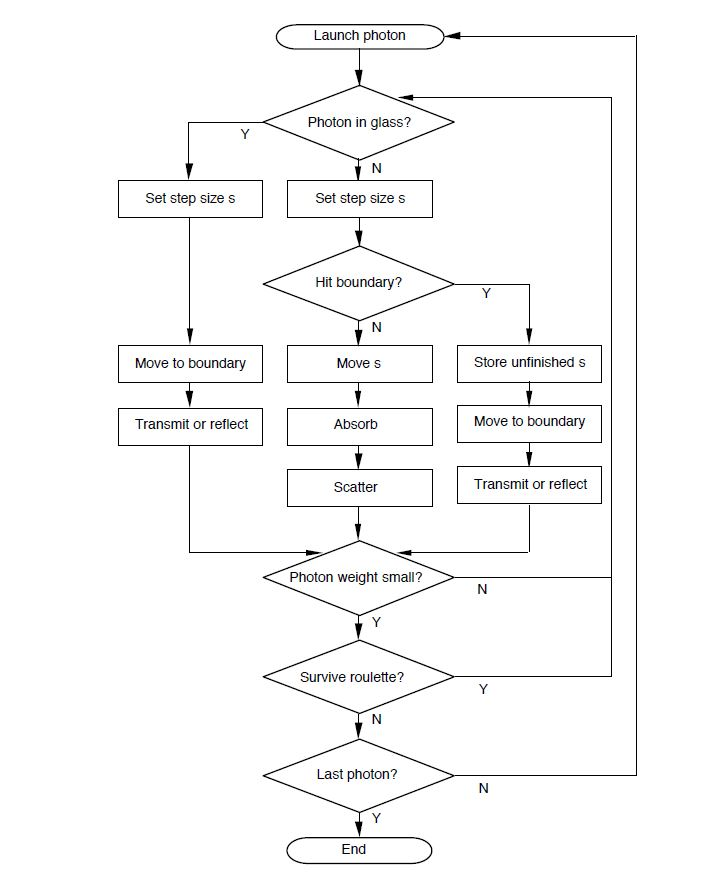 Launch photon
Photon in glass?
Y
N
Set step size s
Set step size s
Hit boundary?
Y
N
Move to boundary
Move s
Store unfinished s
Transmit or reflect
Absorb
Move to boundary
Scatter
Transmit or reflect
Photon weight small?
N
Y
Survive roulette?
Y
N
Last photon?
N
Y
End